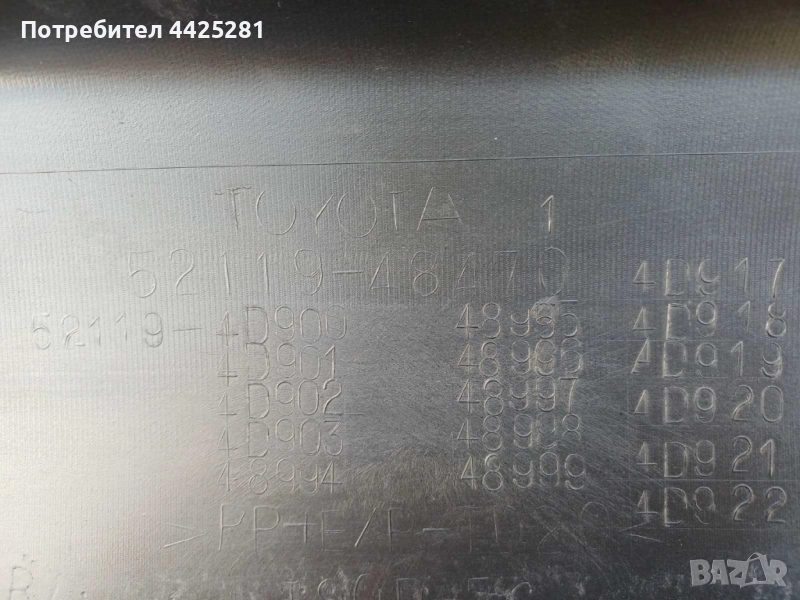 Потребител 4425281
TOYOTA 1
52119-48470 4D917
52119-4D900 48995 4D918
4D901 48996 4D919
4D902 48997 4D920
4D903 48998 4D921
48994 48999 4D922
BAZAR